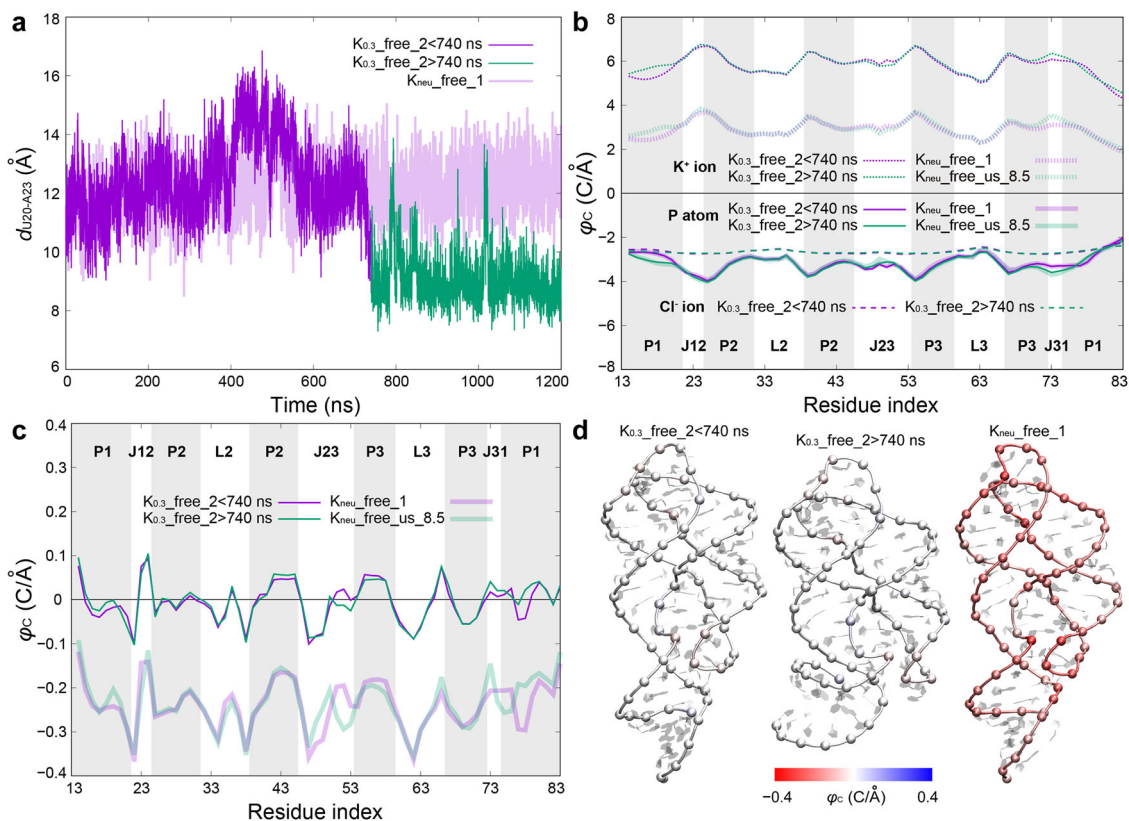 a
K0.3_free_2<740 ns
K0.3_free_2>740 ns
Kneu_free_1
16
14
12
10
8
6
dU20-A23 (Å)
0 200 400 600 800 1000 1200
Time (ns)
b
8
6
4
2
0
−2
−4
−6
−8
φC (C/Å)
K+ ion
K0.3_free_2<740 ns Kneu_free_1
K0.3_free_2>740 ns Kneu_free_us_8.5
P atom
K0.3_free_2<740 ns Kneu_free_1
K0.3_free_2>740 ns Kneu_free_us_8.5
Cl- ion K0.3_free_2<740 ns K0.3_free_2>740 ns
P1 J12 P2 L2 P2 J23 P3 L3 P3 J31 P1
13 23 33 43 53 63 73 83
Residue index
c
0.4
0.3
0.2
0.1
0
−0.1
−0.2
−0.3
−0.4
φC (C/Å)
P1 J12 P2 L2 P2 J23 P3 L3 P3 J31 P1
K0.3_free_2<740 ns Kneu_free_1
K0.3_free_2>740 ns Kneu_free_us_8.5
13 23 33 43 53 63 73 83
Residue index
d
K0.3_free_2<740 ns
K0.3_free_2>740 ns
Kneu_free_1
−0.4 φC (C/Å) 0.4